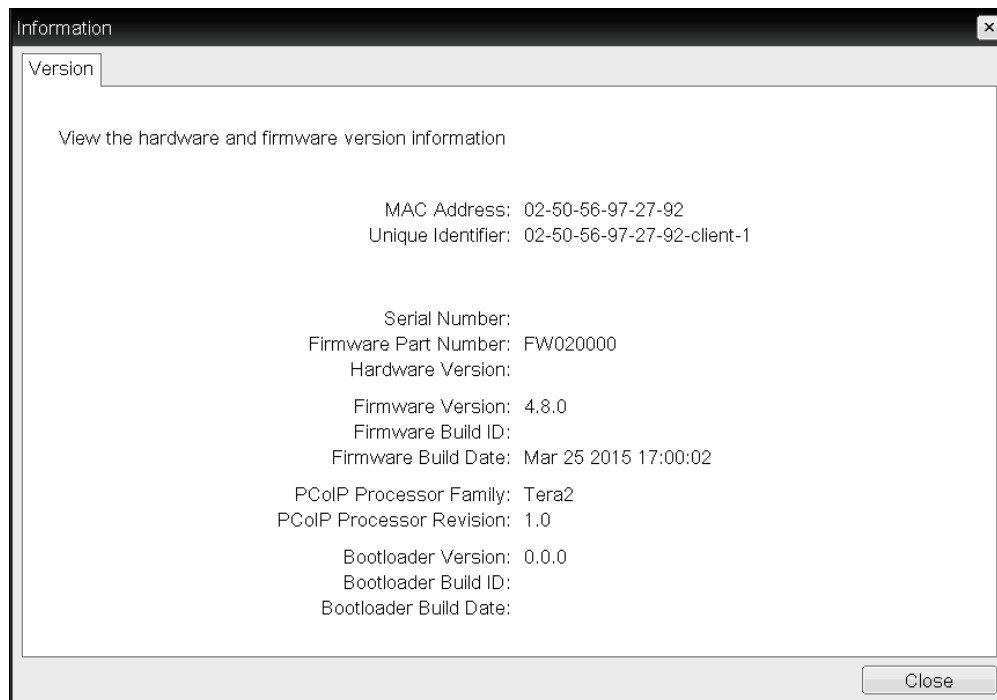 Information
Version
View the hardware and firmware version information
MAC Address: 02-50-56-97-27-92
Unique Identifier: 02-50-56-97-27-92-client-1
Serial Number:
Firmware Part Number: FW020000
Hardware Version:
Firmware Version: 4.8.0
Firmware Build ID:
Firmware Build Date: Mar 25 2015 17:00:02
PCoIP Processor Family: Tera2
PCoIP Processor Revision: 1.0
Bootloader Version: 0.0.0
Bootloader Build ID:
Bootloader Build Date:
Close